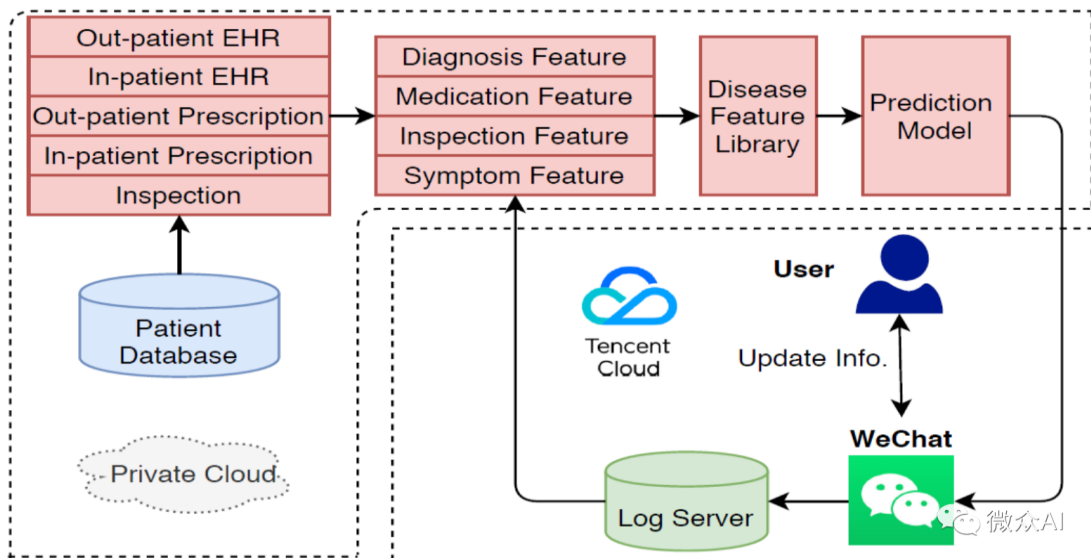 Out-patient EHR
In-patient EHR
Out-patient Prescription
In-patient Prescription
Inspection
Diagnosis Feature
Medication Feature
Inspection Feature
Symptom Feature
Disease
Feature
Library
Prediction
Model
Patient
Database
Private Cloud
Tencent
Cloud
User
Update Info.
WeChat
Log Server
微众AI